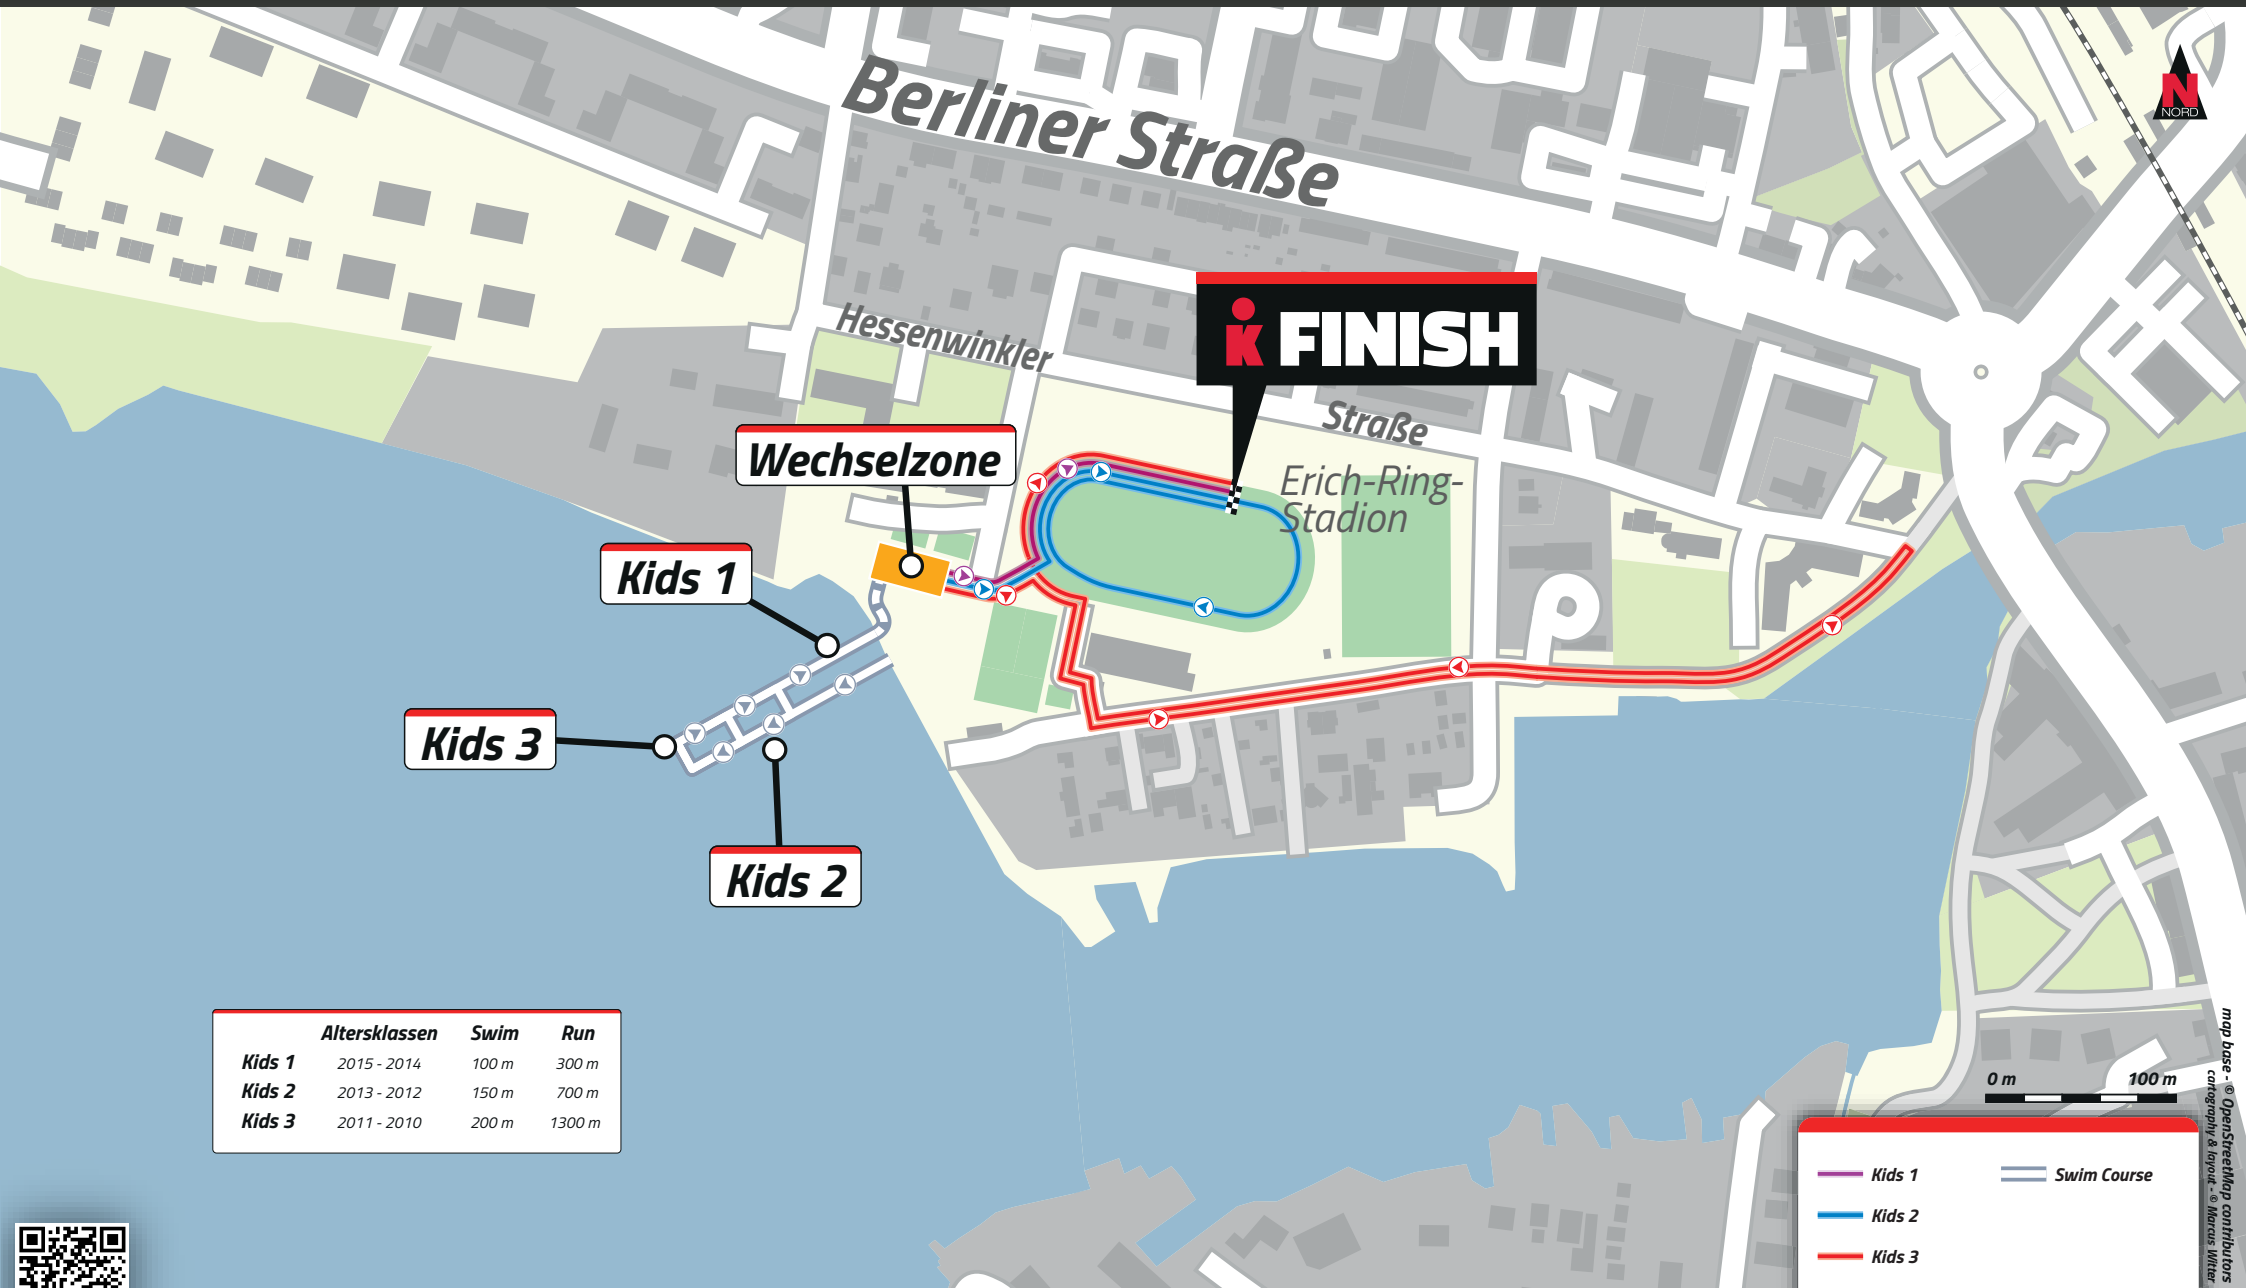 Berliner Straße
N
NORD
Hessenwinkler
FINISH
Straße
Wechselzone
Erich-Ring-
Stadion
Kids 1
Kids 3
Kids 2
Altersklassen Swim Run
Kids 1 2015 - 2014 100 m 300 m
Kids 2 2013 - 2012 150 m 700 m
Kids 3 2011 - 2010 200 m 1300 m
0 m 100 m
Kids 1 Swim Course
Kids 2
Kids 3
map base - © OpenStreetMap contributors
cartography & layout - © Marcus Witter